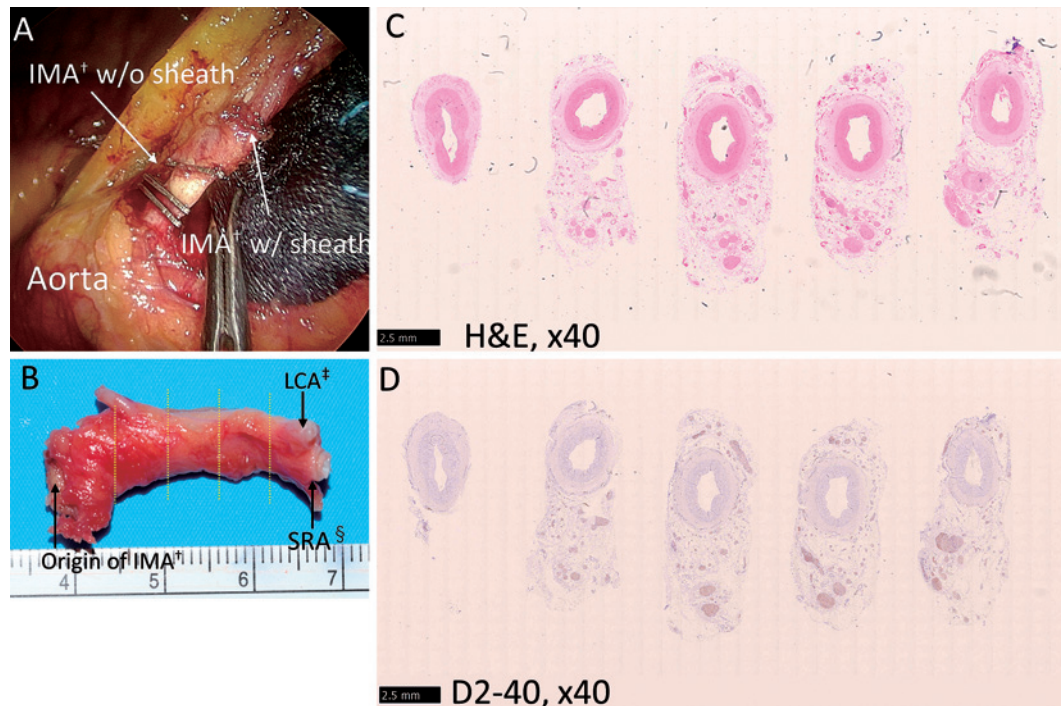 A
IMA† w/o sheath
IMA† w/ sheath
Aorta
B
LCA‡
SRA§
Origin of IMA†
4 5 6 7
C
2.5 mm
H&E, x40
D
2.5 mm
D2-40, x40